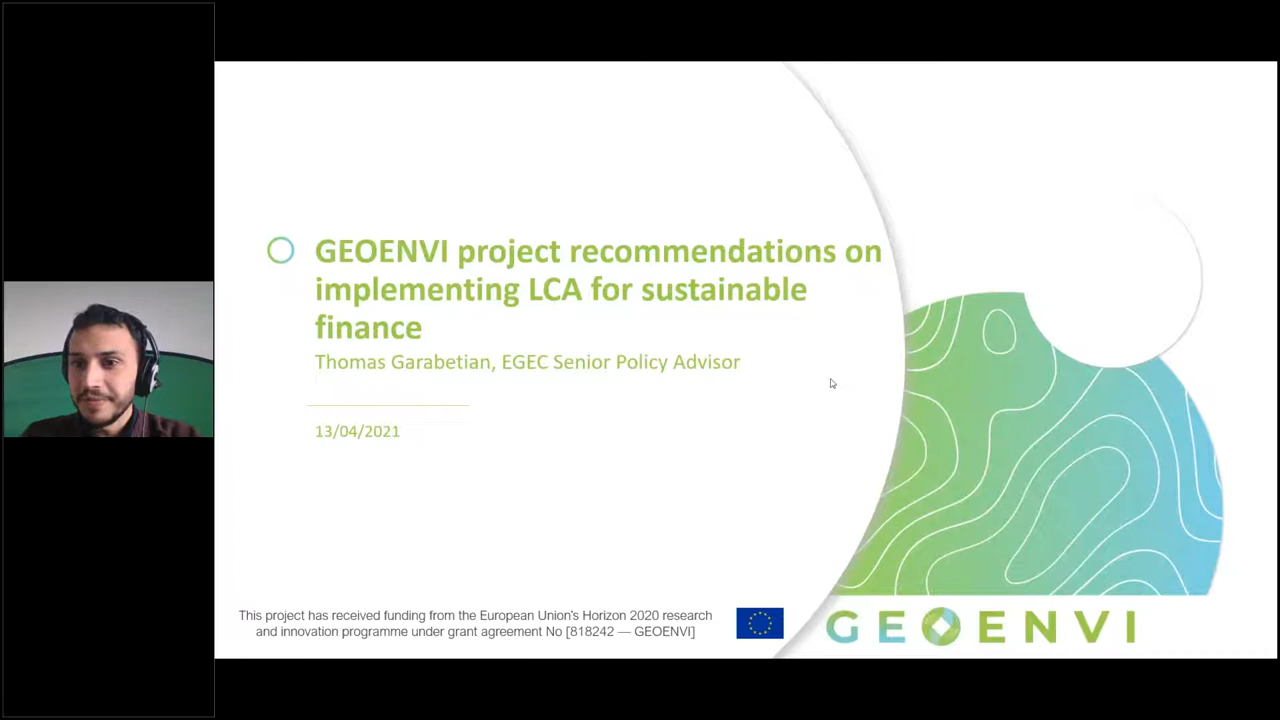 GEOENVI project recommendations on
implementing LCA for sustainable
finance
Thomas Garabetian, EGEC Senior Policy Advisor
13/04/2021
This project has received funding from the European Union's Horizon 2020 research
and innovation programme under grant agreement No [818242 — GEOENVI]
GEOENVI